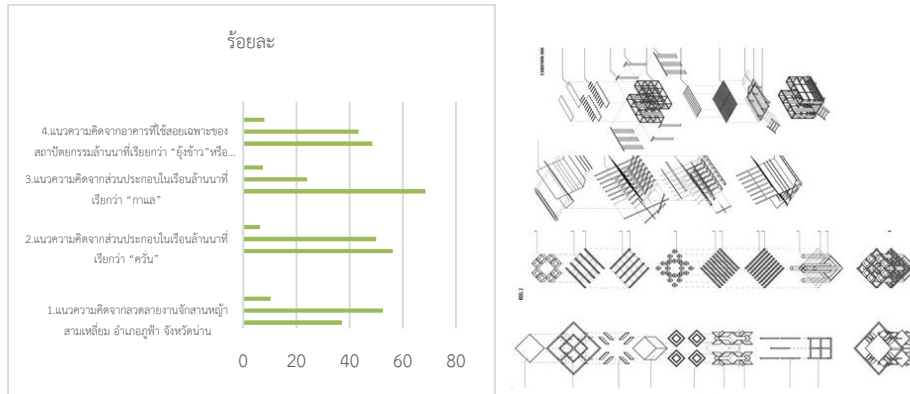 ร้อยละ
4.แนวความคิดจากอาคารที่ใช้สอยเฉพาะของ
สถาปัตยกรรมล้านนาที่เรียยกว่า “ยุ้งข้าว”หรือ...
3.แนวความคิดจากส่วนประกอบในเรือนล้านนาที่
เรียกว่า “กาแล”
2.แนวความคิดจากส่วนประกอบในเรือนล้านนาที่
เรียกว่า “ควั่น”
1.แนวความคิดจากลวดลายงานจักสานหญ้า
สามเหลี่ยม อำเภอภูฟ้า จังหวัดน่าน
0 20 40 60 80